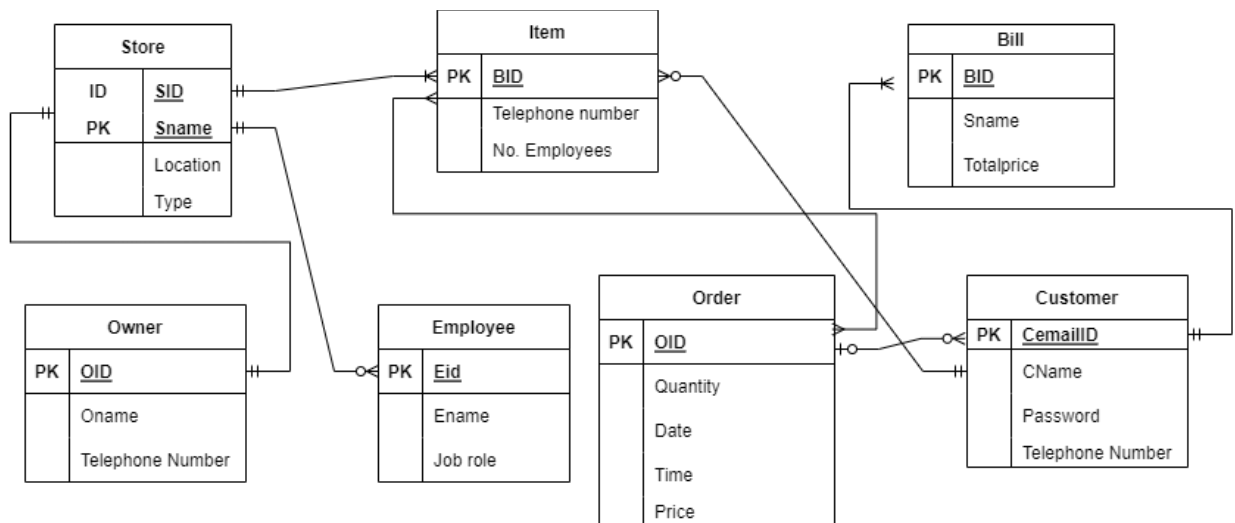 Store
ID SID
PK Sname
Location
Type
Item
PK BID
Telephone number
No. Employees
Bill
PK BID
Sname
Totalprice
Owner
PK OID
Oname
Telephone Number
Employee
PK Eid
Ename
Job role
Order
PK OID
Quantity
Date
Time
Price
Customer
PK CemailID
CName
Password
Telephone Number